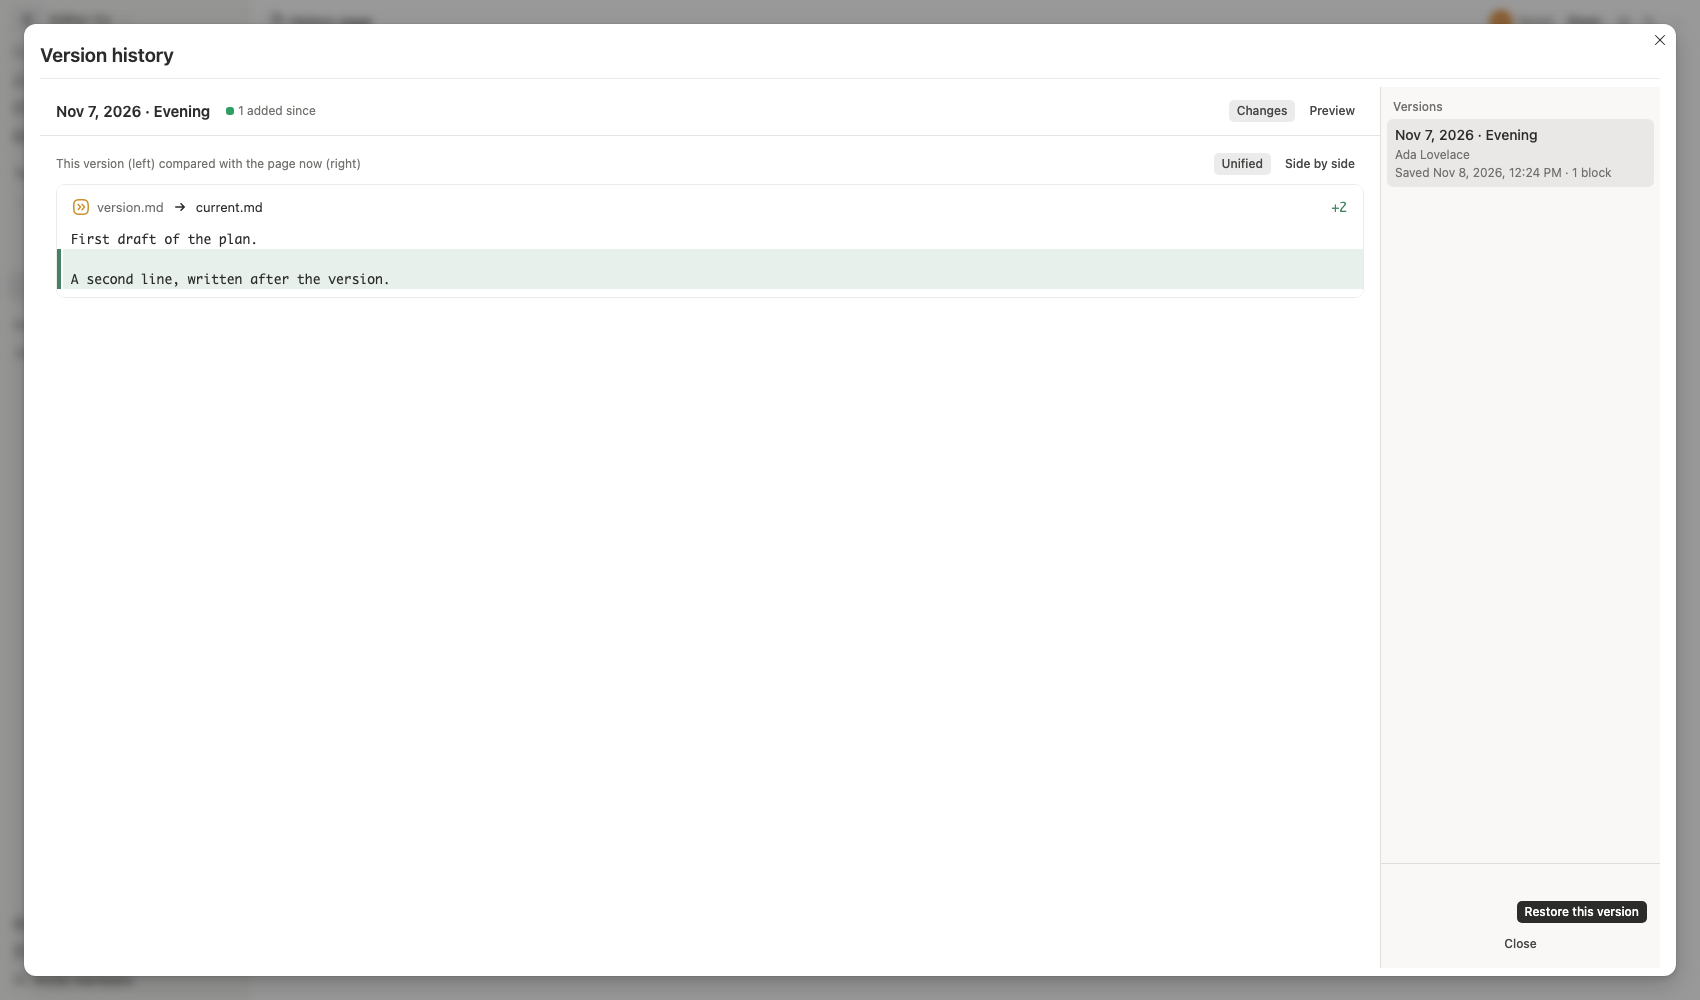 Version history
Nov 7, 2026 · Evening
1 added since
Changes
Preview
This version (left) compared with the page now (right)
Unified
Side by side
version.md → current.md
+2
First draft of the plan.
A second line, written after the version.
Versions
Nov 7, 2026 · Evening
Ada Lovelace
Saved Nov 8, 2026, 12:24 PM · 1 block
Restore this version
Close